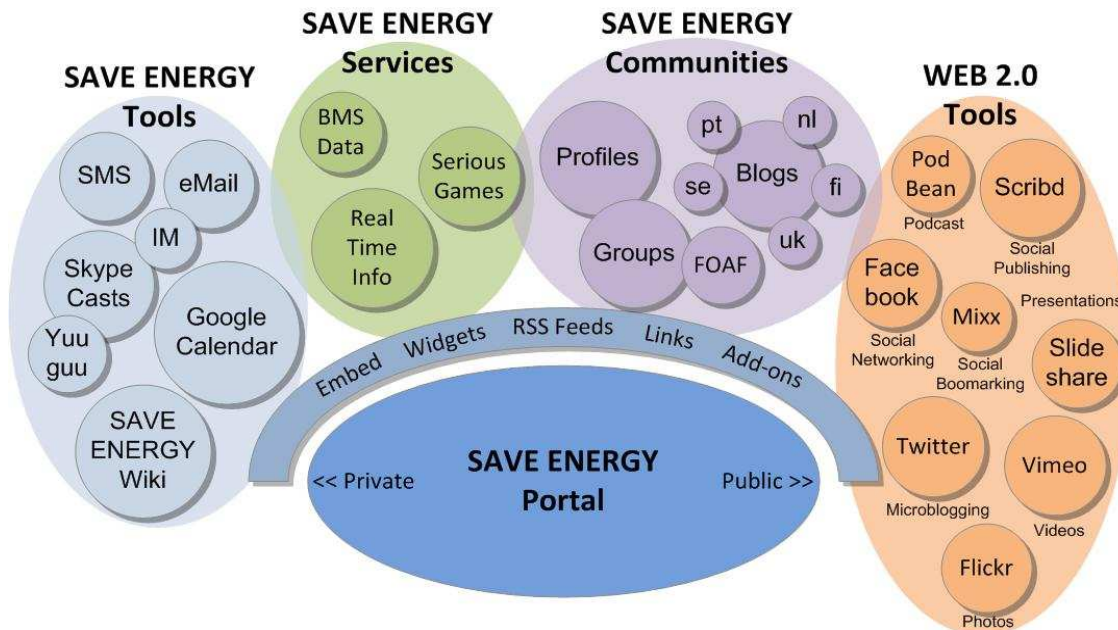 SAVE ENERGY
Tools
SMS
eMail
IM
Skype
Casts
Google
Calendar
Yuu
guu
SAVE
ENERGY
Wiki
SAVE ENERGY
Services
BMS
Data
Serious
Games
Real
Time
Info
SAVE ENERGY
Communities
Profiles
pt
nl
Blogs
se
fi
uk
Groups
FOAF
WEB 2.0
Tools
Pod
Bean
Podcast
Scribd
Social
Publishing
Face
book
Social
Networking
Mixx
Social
Boomarking
Presentations
Slide
share
Twitter
Microblogging
Vimeo
Videos
Flickr
Photos
Embed Widgets RSS Feeds Links Add-ons
SAVE ENERGY
Portal
<< Private
Public >>